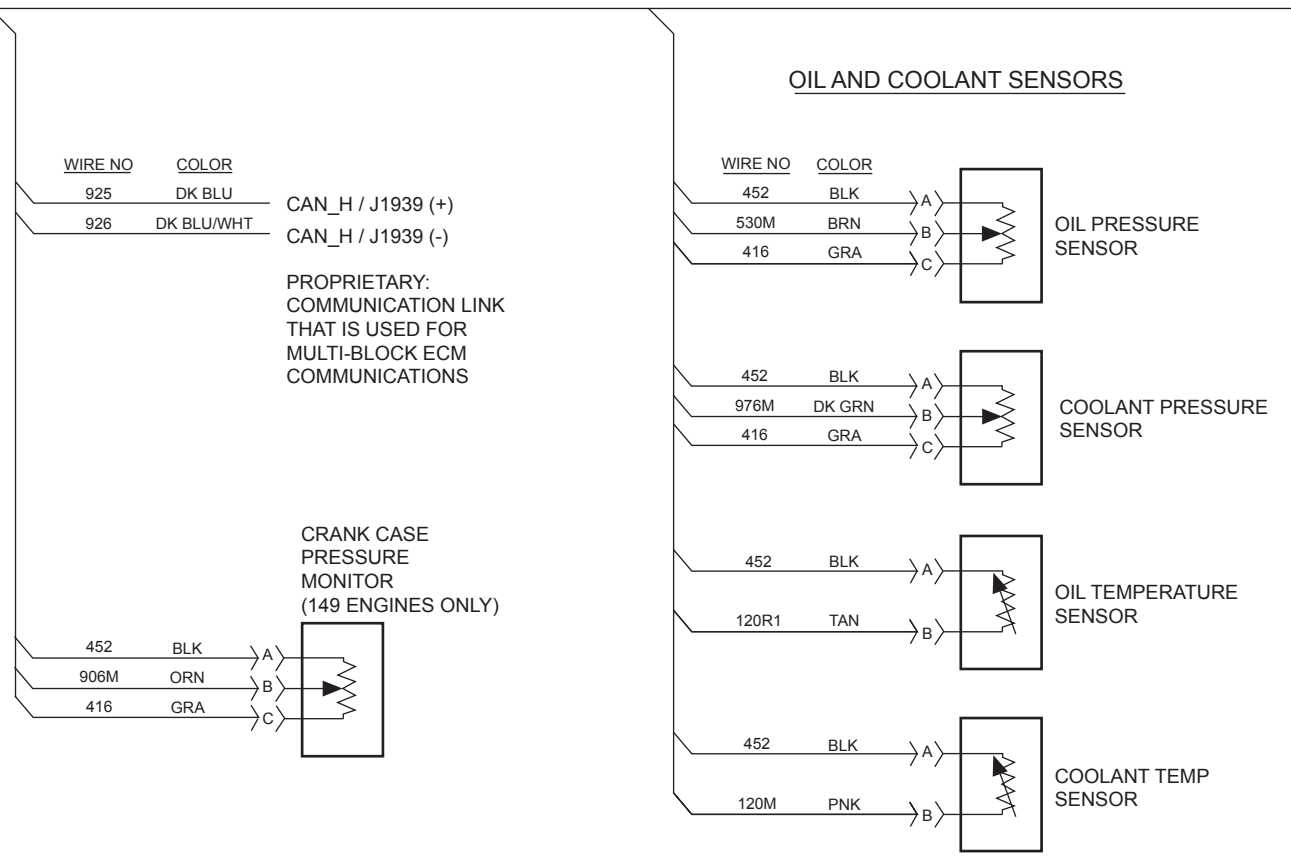 OIL AND COOLANT SENSORS
WIRE NO COLOR
925 DK BLU CAN_H / J1939 (+)
926 DK BLU/WHT CAN_H / J1939 (-)
PROPRIETARY:
COMMUNICATION LINK
THAT IS USED FOR
MULTI-BLOCK ECM
COMMUNICATIONS
CRANK CASE
PRESSURE
MONITOR
(149 ENGINES ONLY)
452 BLK A
906M ORN B
416 GRA C
WIRE NO COLOR
452 BLK A
530M BRN B
416 GRA C
OIL PRESSURE
SENSOR
452 BLK A
976M DK GRN B
416 GRA C
COOLANT PRESSURE
SENSOR
452 BLK A
120R1 TAN B
OIL TEMPERATURE
SENSOR
452 BLK A
120M PNK B
COOLANT TEMP
SENSOR